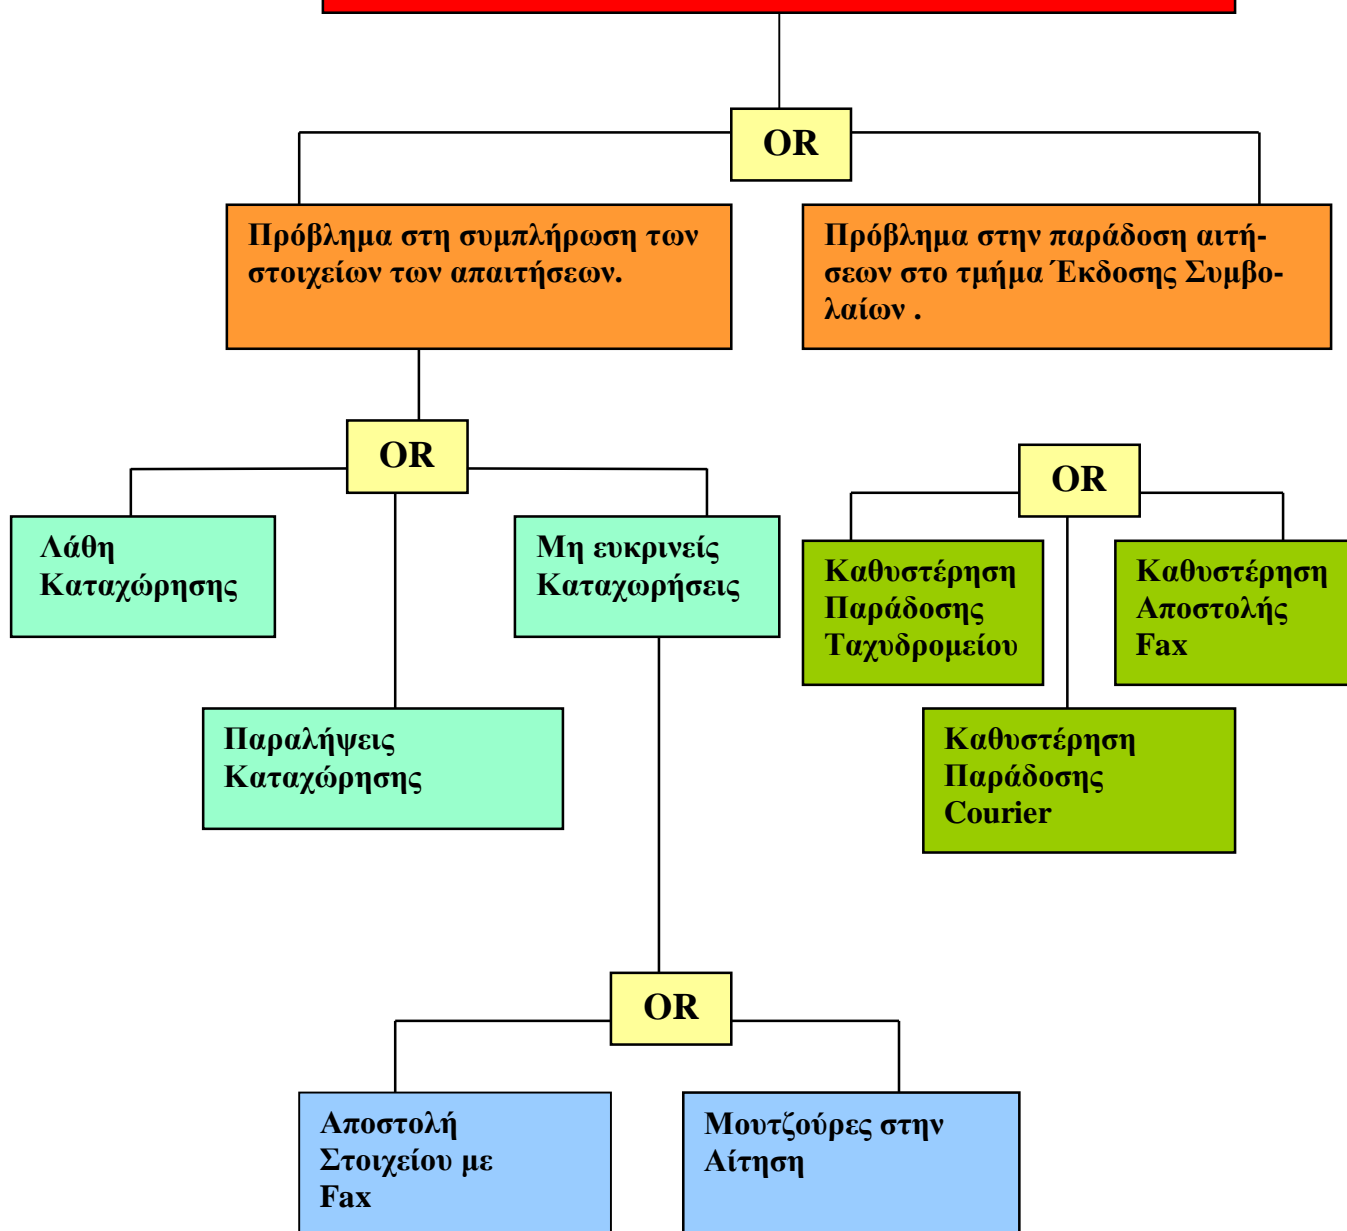 OR
Πρόβλημα στη συμπλήρωση των
στοιχείων των απαιτήσεων.
Πρόβλημα στην παράδοση αιτή-
σεων στο τμήμα Έκδοσης Συμβο-
λαίων .
OR
OR
Λάθη
Καταχώρησης
Μη ευκρινείς
Καταχωρήσεις
Καθυστέρηση
Παράδοσης
Ταχυδρομείου
Καθυστέρηση
Αποστολής
Fax
Παραλήψεις
Καταχώρησης
Καθυστέρηση
Παράδοσης
Courier
OR
Αποστολή
Στοιχείου με
Fax
Μουτζούρες στην
Αίτηση